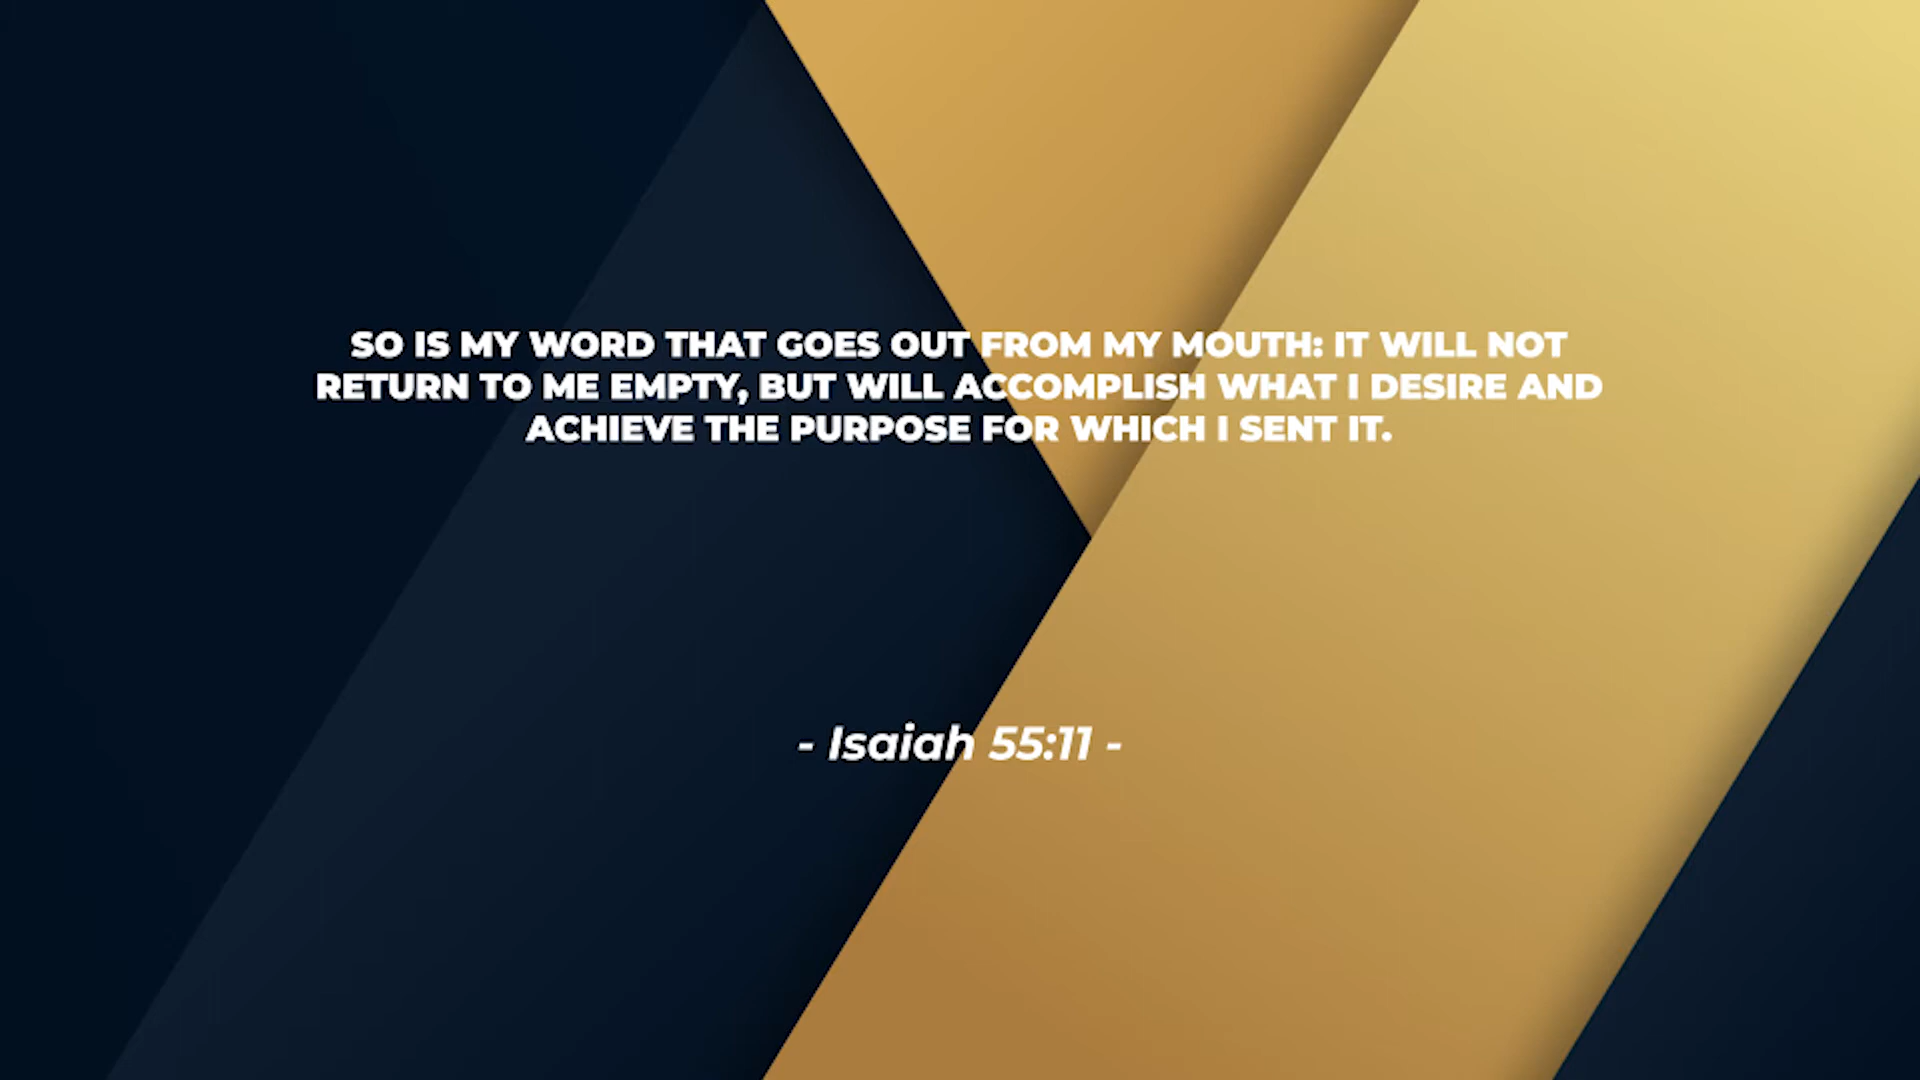 SO IS MY WORD THAT GOES OUT FROM MY MOUTH: IT WILL NOT
RETURN TO ME EMPTY, BUT WILL ACCOMPLISH WHAT I DESIRE AND
ACHIEVE THE PURPOSE FOR WHICH I SENT IT.
- Isaiah 55:11 -